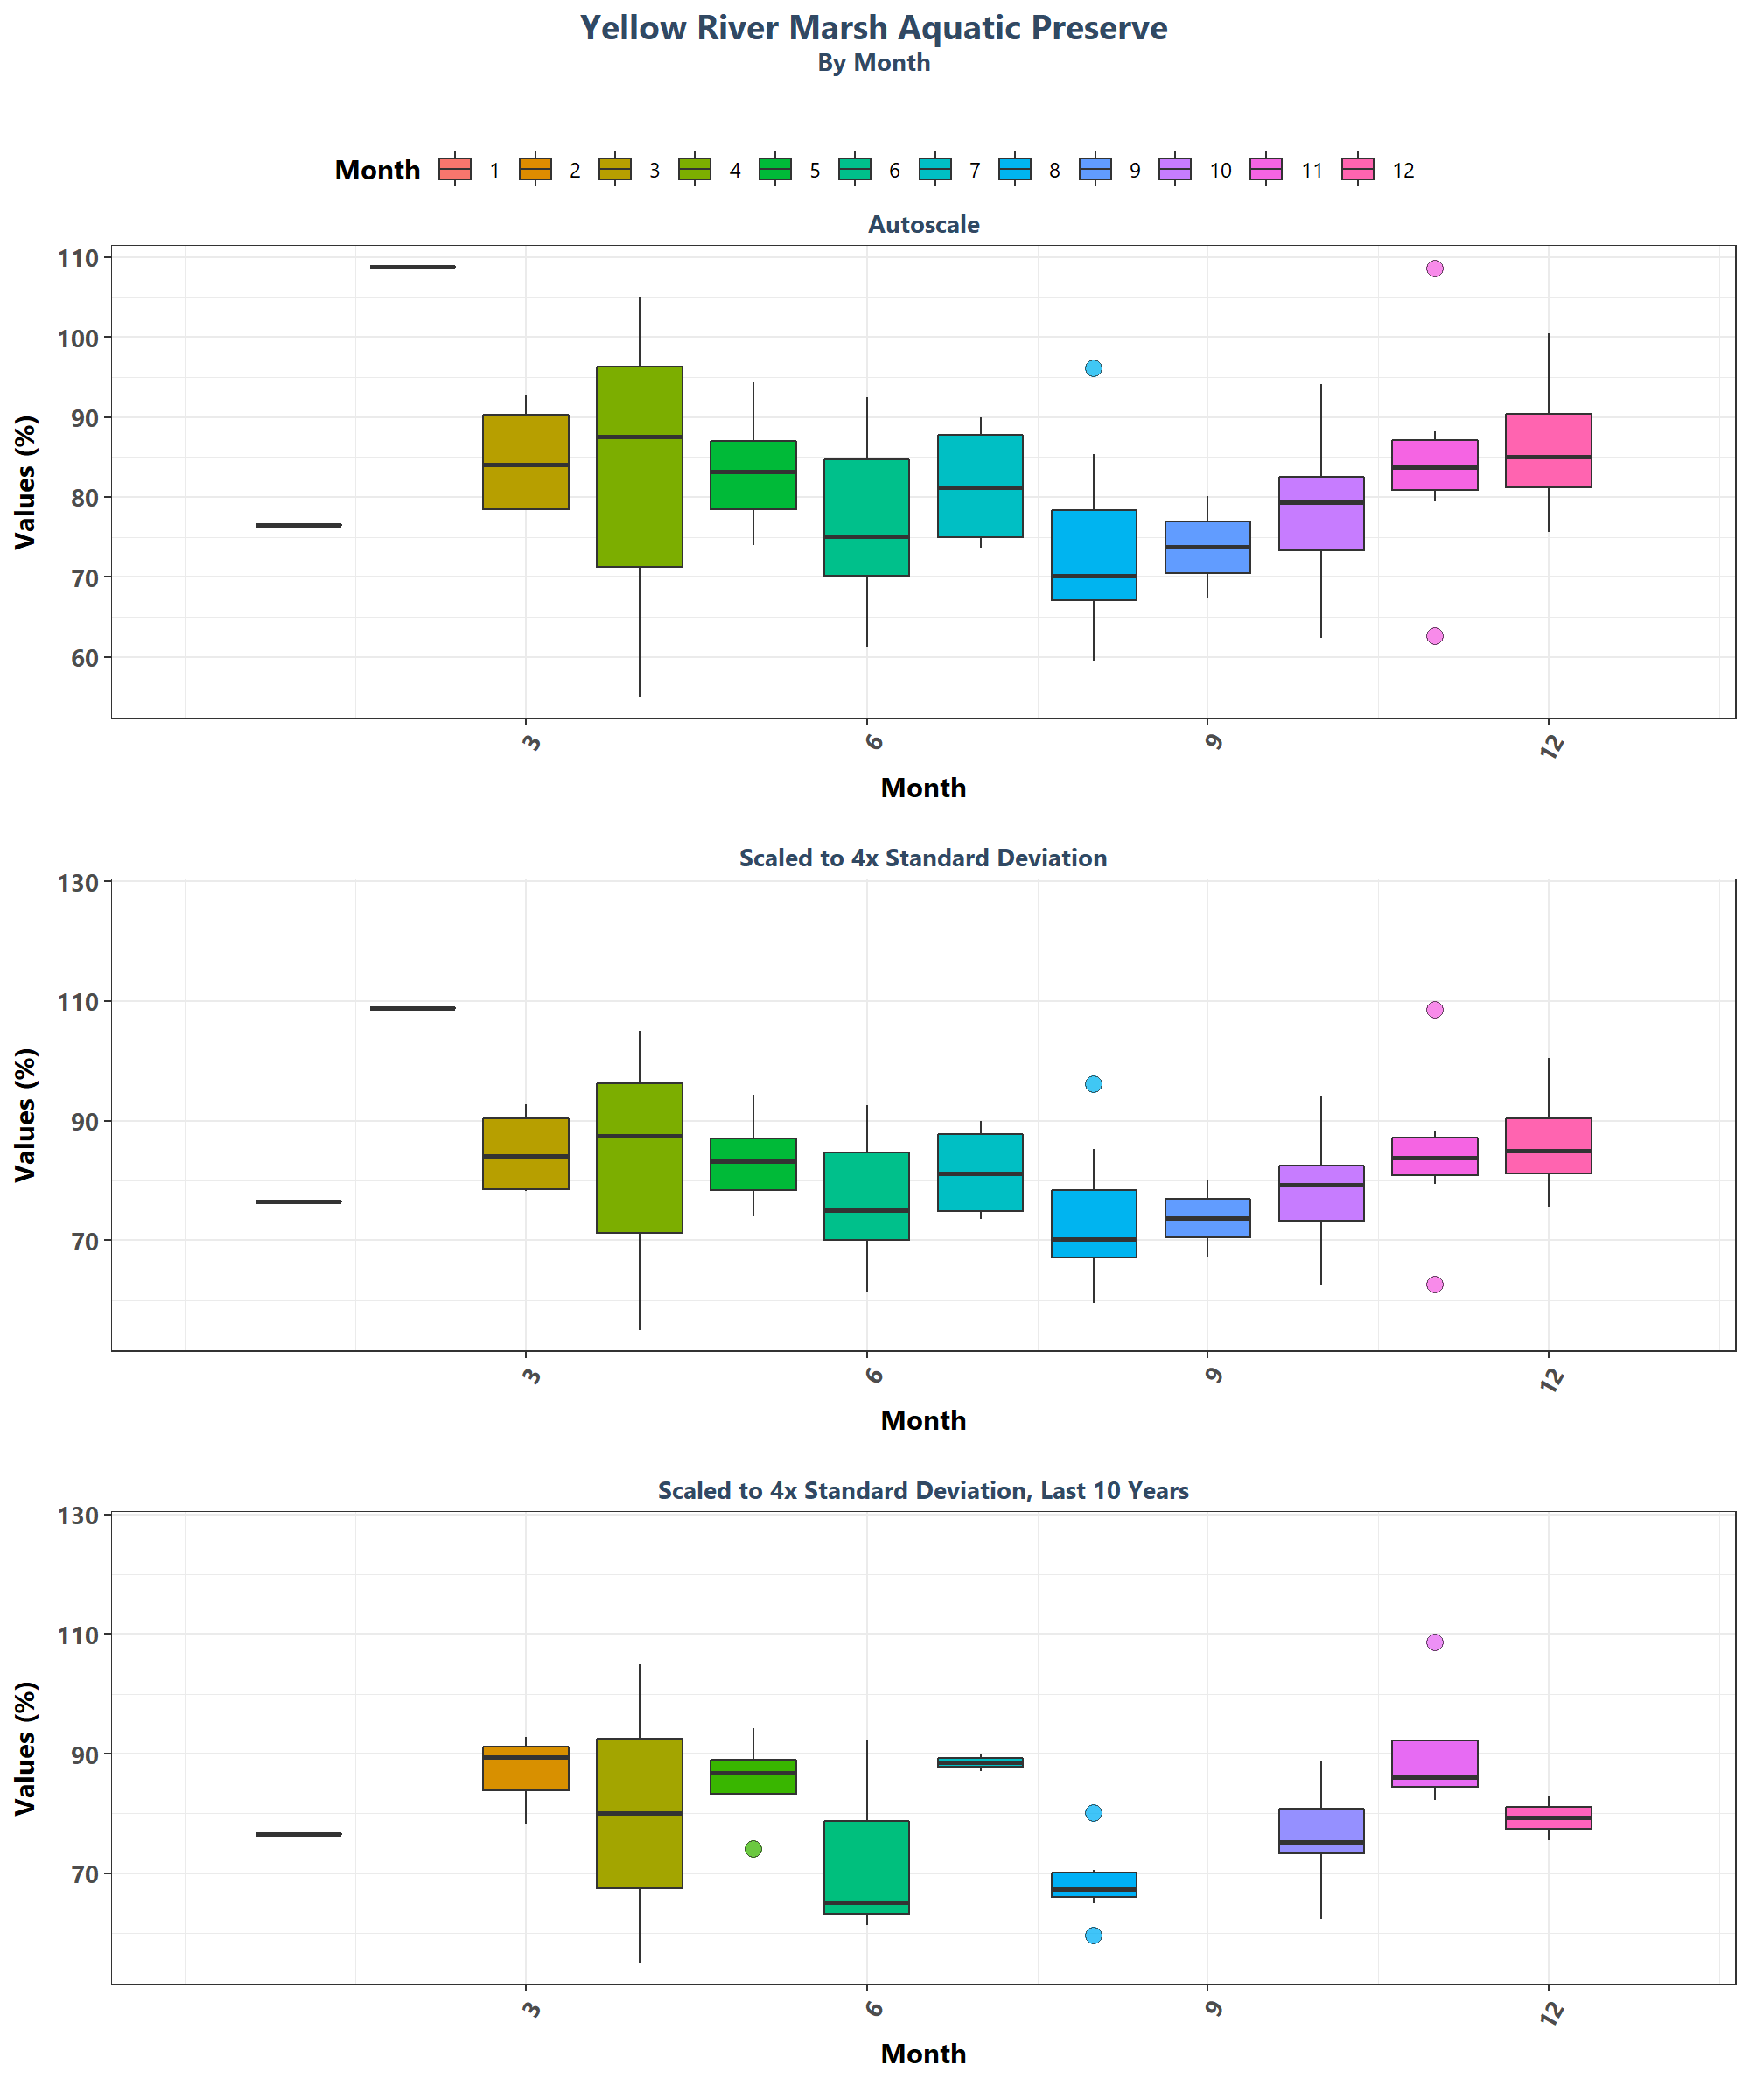 Yellow River Marsh Aquatic Preserve
By Month
Month 1 2 3 4 5 6 7 8 9 10 11 12
Autoscale
110
100
90
80
70
60
Values (%)
3 6 9 12
Month
Scaled to 4x Standard Deviation
130
110
90
70
Values (%)
3 6 9 12
Month
Scaled to 4x Standard Deviation, Last 10 Years
130
110
90
70
Values (%)
3 6 9 12
Month